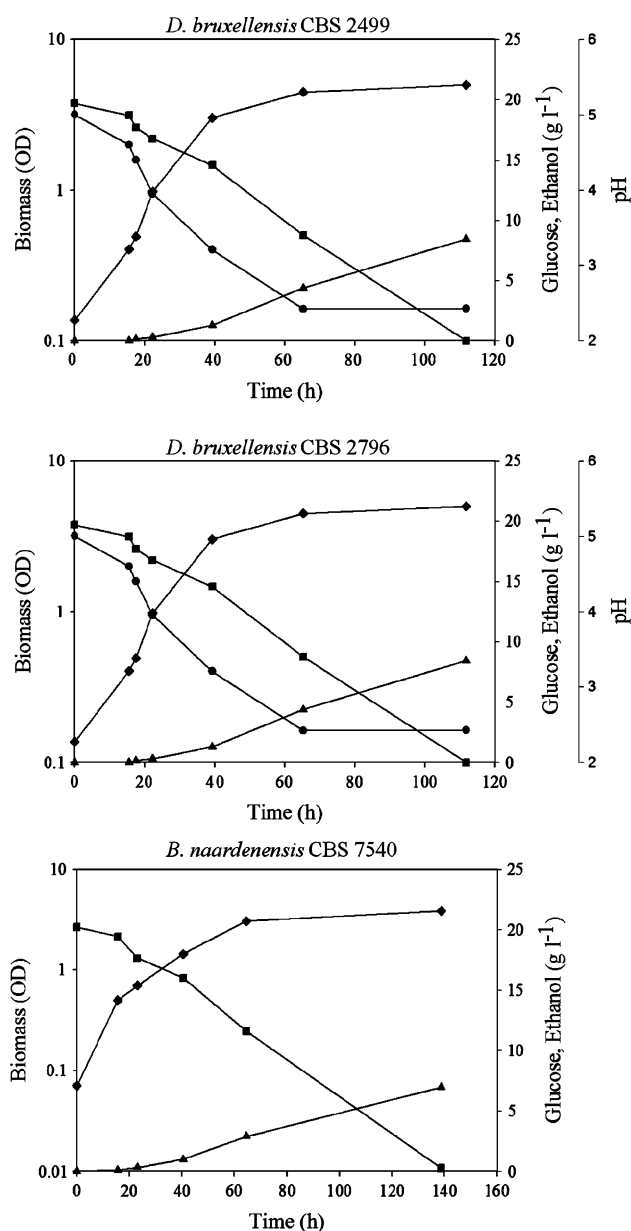 D. bruxellensis CBS 2499
10
1
0.1
Biomass (OD)
0 20 40 60 80 100 120
Time (h)
25
20
15
10
5
0
Glucose, Ethanol (g l-1)
6
5
4
3
2
pH
D. bruxellensis CBS 2796
10
1
0.1
Biomass (OD)
0 20 40 60 80 100 120
Time (h)
25
20
15
10
5
0
Glucose, Ethanol (g l-1)
6
5
4
3
2
pH
B. naardenensis CBS 7540
10
1
0.1
0.01
Biomass (OD)
0 20 40 60 80 100 120 140 160
Time (h)
25
20
15
10
5
0
Glucose, Ethanol (g l-1)